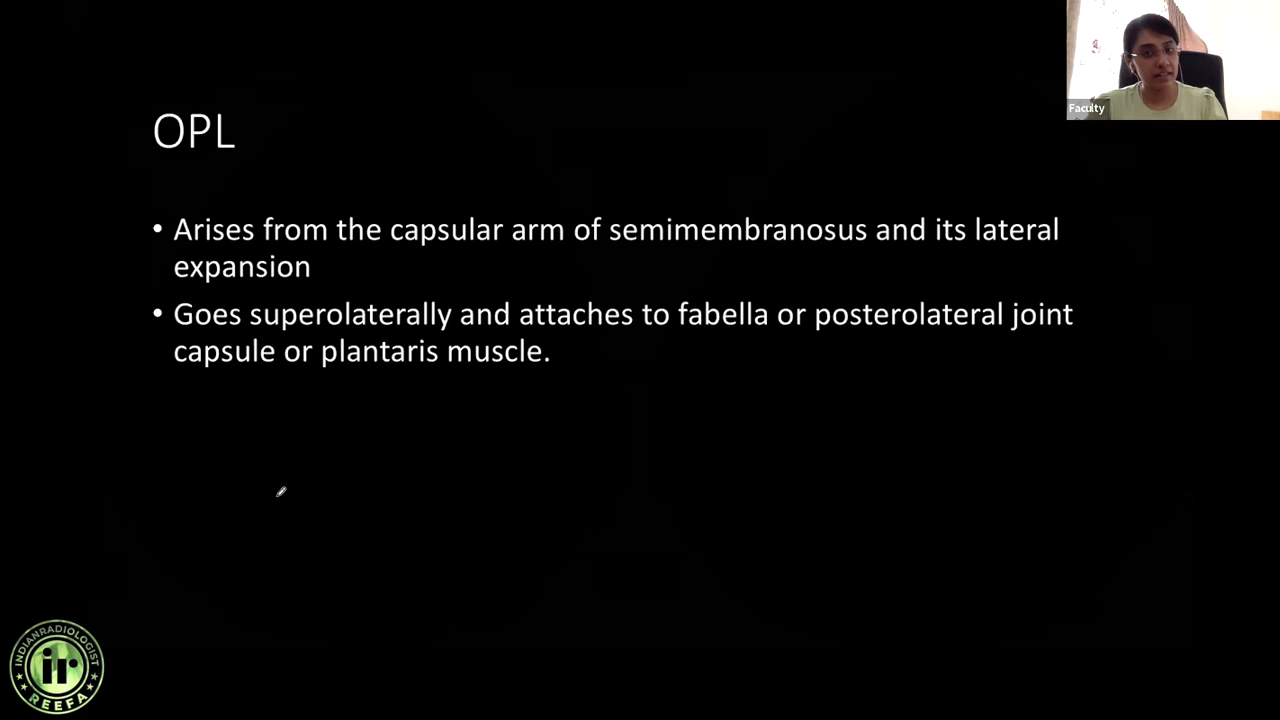 Faculty
OPL
• Arises from the capsular arm of semimembranosus and its lateral
expansion
• Goes superolaterally and attaches to fabella or posterolateral joint
capsule or plantaris muscle.
INDIANRADIOLOGIST
ir
REEFA